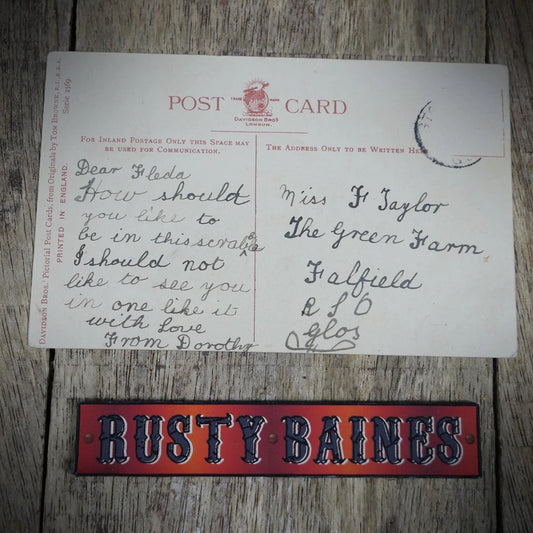 POST CARD
TRADE MARK
DAVIDSON BROS
LONDON.
FOR INLAND POSTAGE ONLY THIS SPACE MAY
BE USED FOR COMMUNICATION.
THE ADDRESS ONLY TO BE WRITTEN HERE
DAVIDSON BROS.' PICTORIAL POST CARDS, FROM ORIGINALS BY TOM BROWNE, R.I., R.B.A.
SERIE 2569
PRINTED IN ENGLAND.
Dear Fleda
How should
you like to
be in this
I should not
like to see you
in one like it
with love
From Dorothy
Miss F Taylor
The Green Farm
Falfield
R S O
Glos
RUSTY BAINES